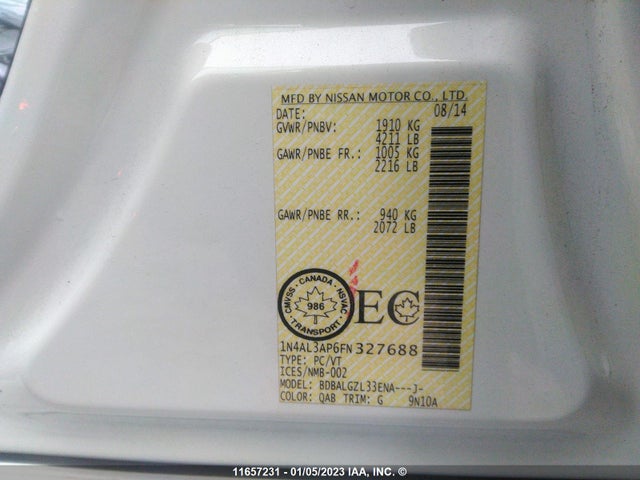 MFD BY NISSAN MOTOR CO., LTD.
DATE: 08/14
GVWR/PNBV: 1910 KG
4211 LB
GAWR/PNBE FR.: 1005 KG
2216 LB
GAWR/PNBE RR.: 940 KG
2072 LB
CANADA
CMVSS · NSVAC
986
TRANSPORT
EC
1N4AL3AP6FN327688
TYPE: PC/VT
ICES/NMB-002
MODEL: BDBALGZL33ENA---J-
COLOR: QAB TRIM: G 9N10A
11657231 - 01/05/2023 IAA, INC. ©